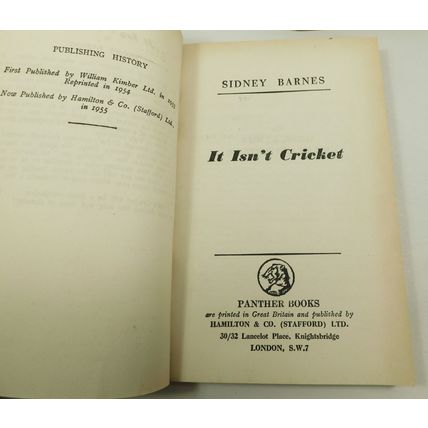 PUBLISHING HISTORY
First Published by William Kimber Ltd. in 1953
Reprinted in 1954
Now Published by Hamilton & Co. (Stafford) Ltd.,
in 1955
SIDNEY BARNES
It Isn't Cricket
PANTHER BOOKS
are printed in Great Britain and published by
HAMILTON & CO. (STAFFORD) LTD.
30/32 Lancelot Place, Knightsbridge
LONDON, S.W.7